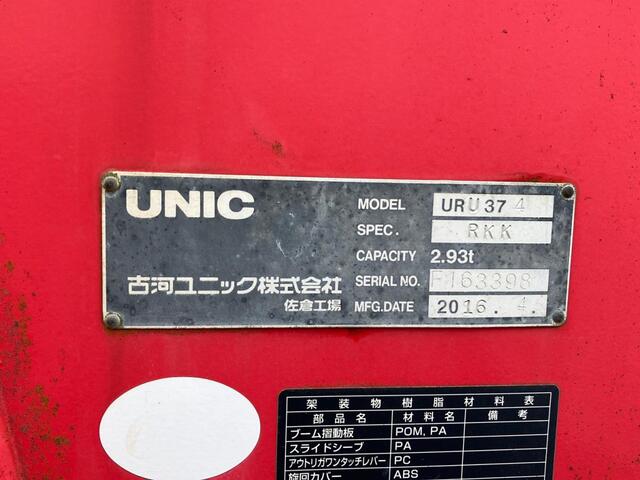 UNIC
MODEL URU374
SPEC. RKK
CAPACITY 2.93t
古河ユニック株式会社 SERIAL NO. F163398
佐倉工場 MFG.DATE 2016.4.
架装物樹脂材料表
部品名 材料名 備考
ブーム摺動板 POM, PA
スライドシーブ PA
アウトリガワンタッチレバー PC
旋回カバー ABS